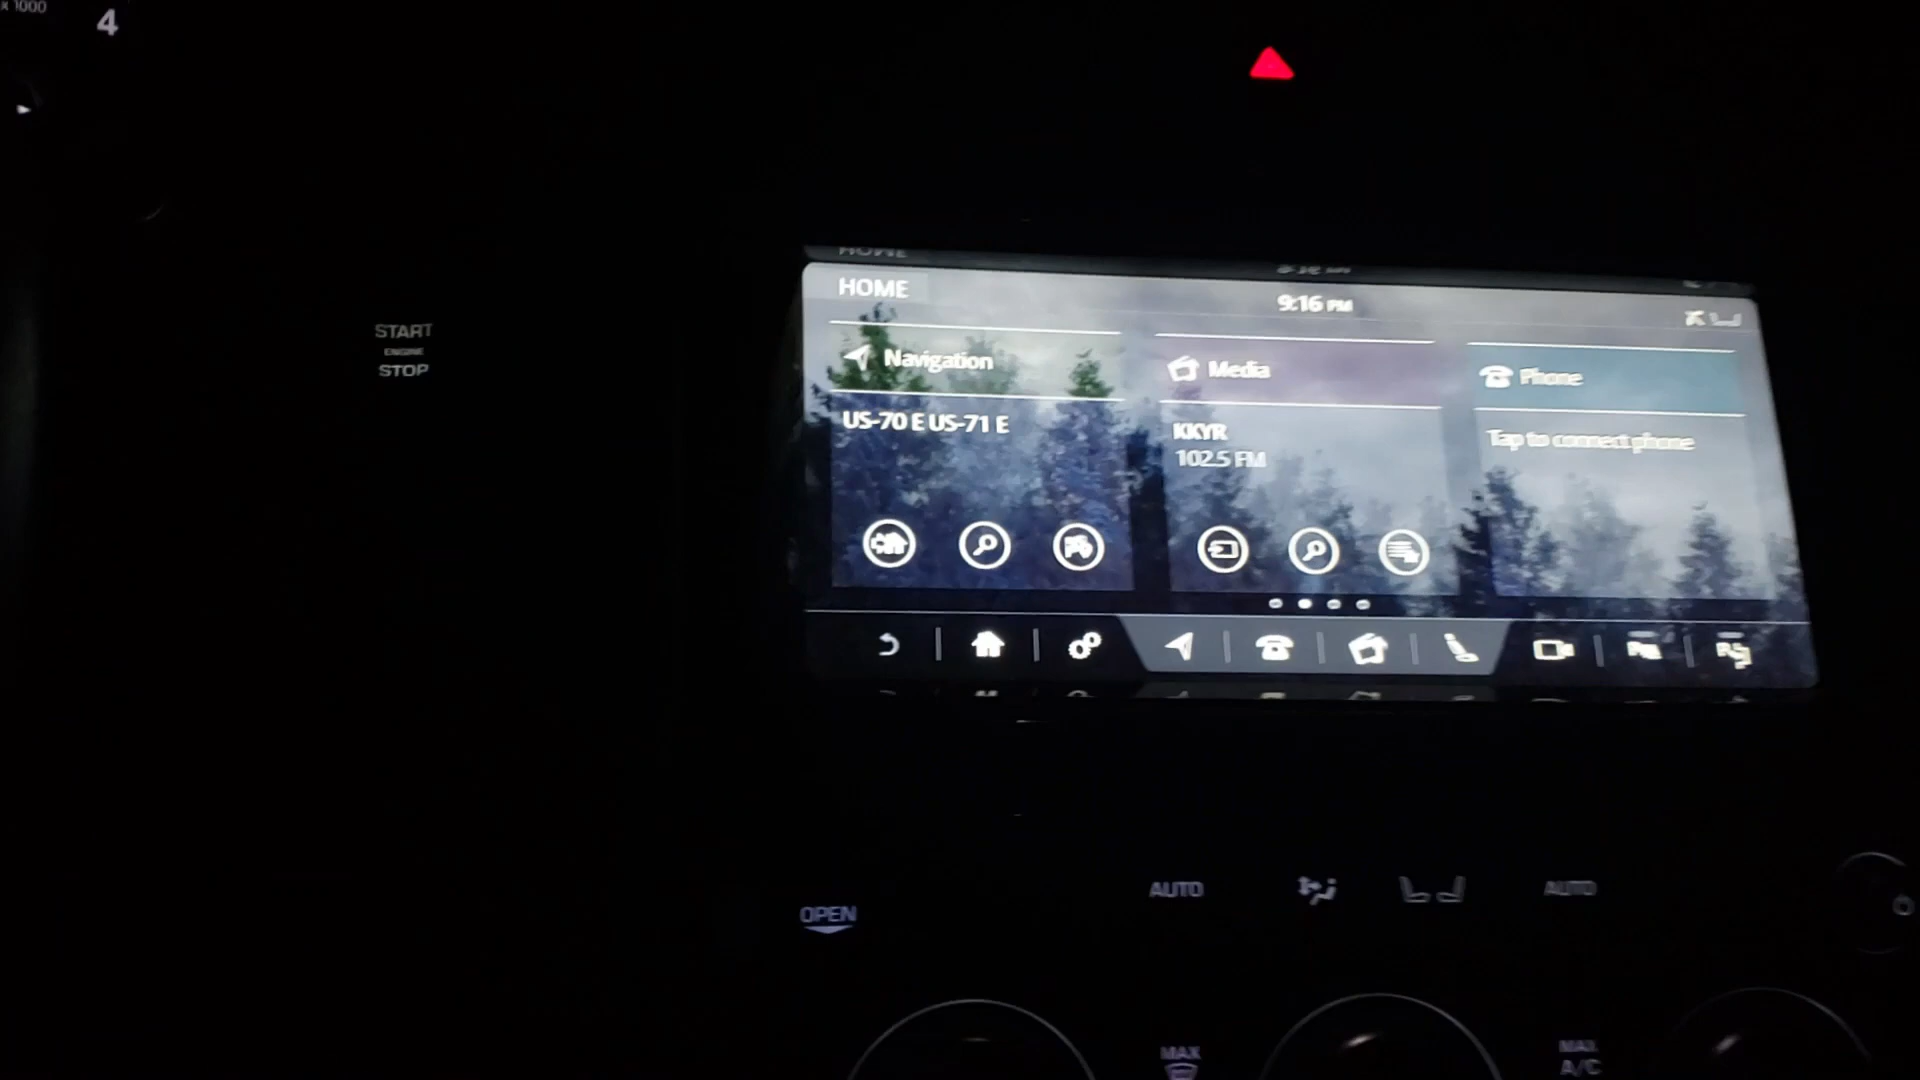 x 1000
4
START
ENGINE
STOP
HOME
9:16 PM
Navigation
Media
Phone
US-70 E US-71 E
KKYR
102.5 FM
Tap to connect phone
OPEN
AUTO
AUTO
MAX
MAX
A/C